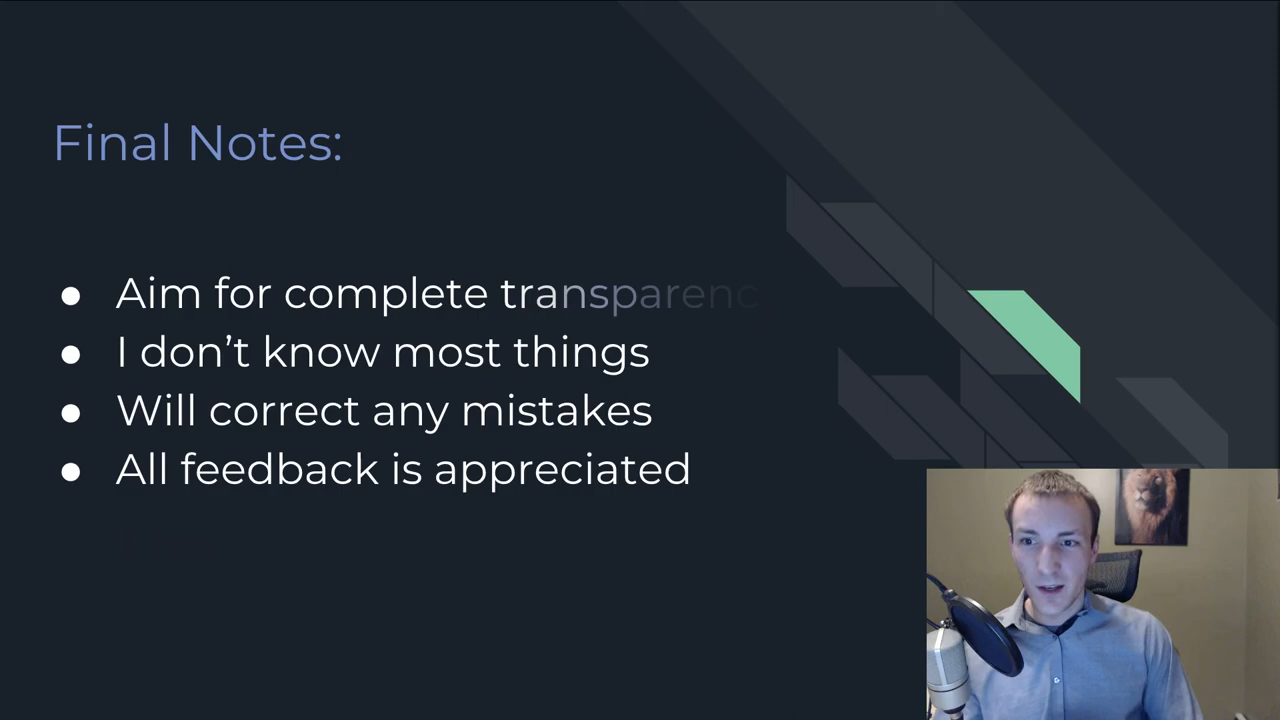 Final Notes:
● Aim for complete transparenc
● I don’t know most things
● Will correct any mistakes
● All feedback is appreciated